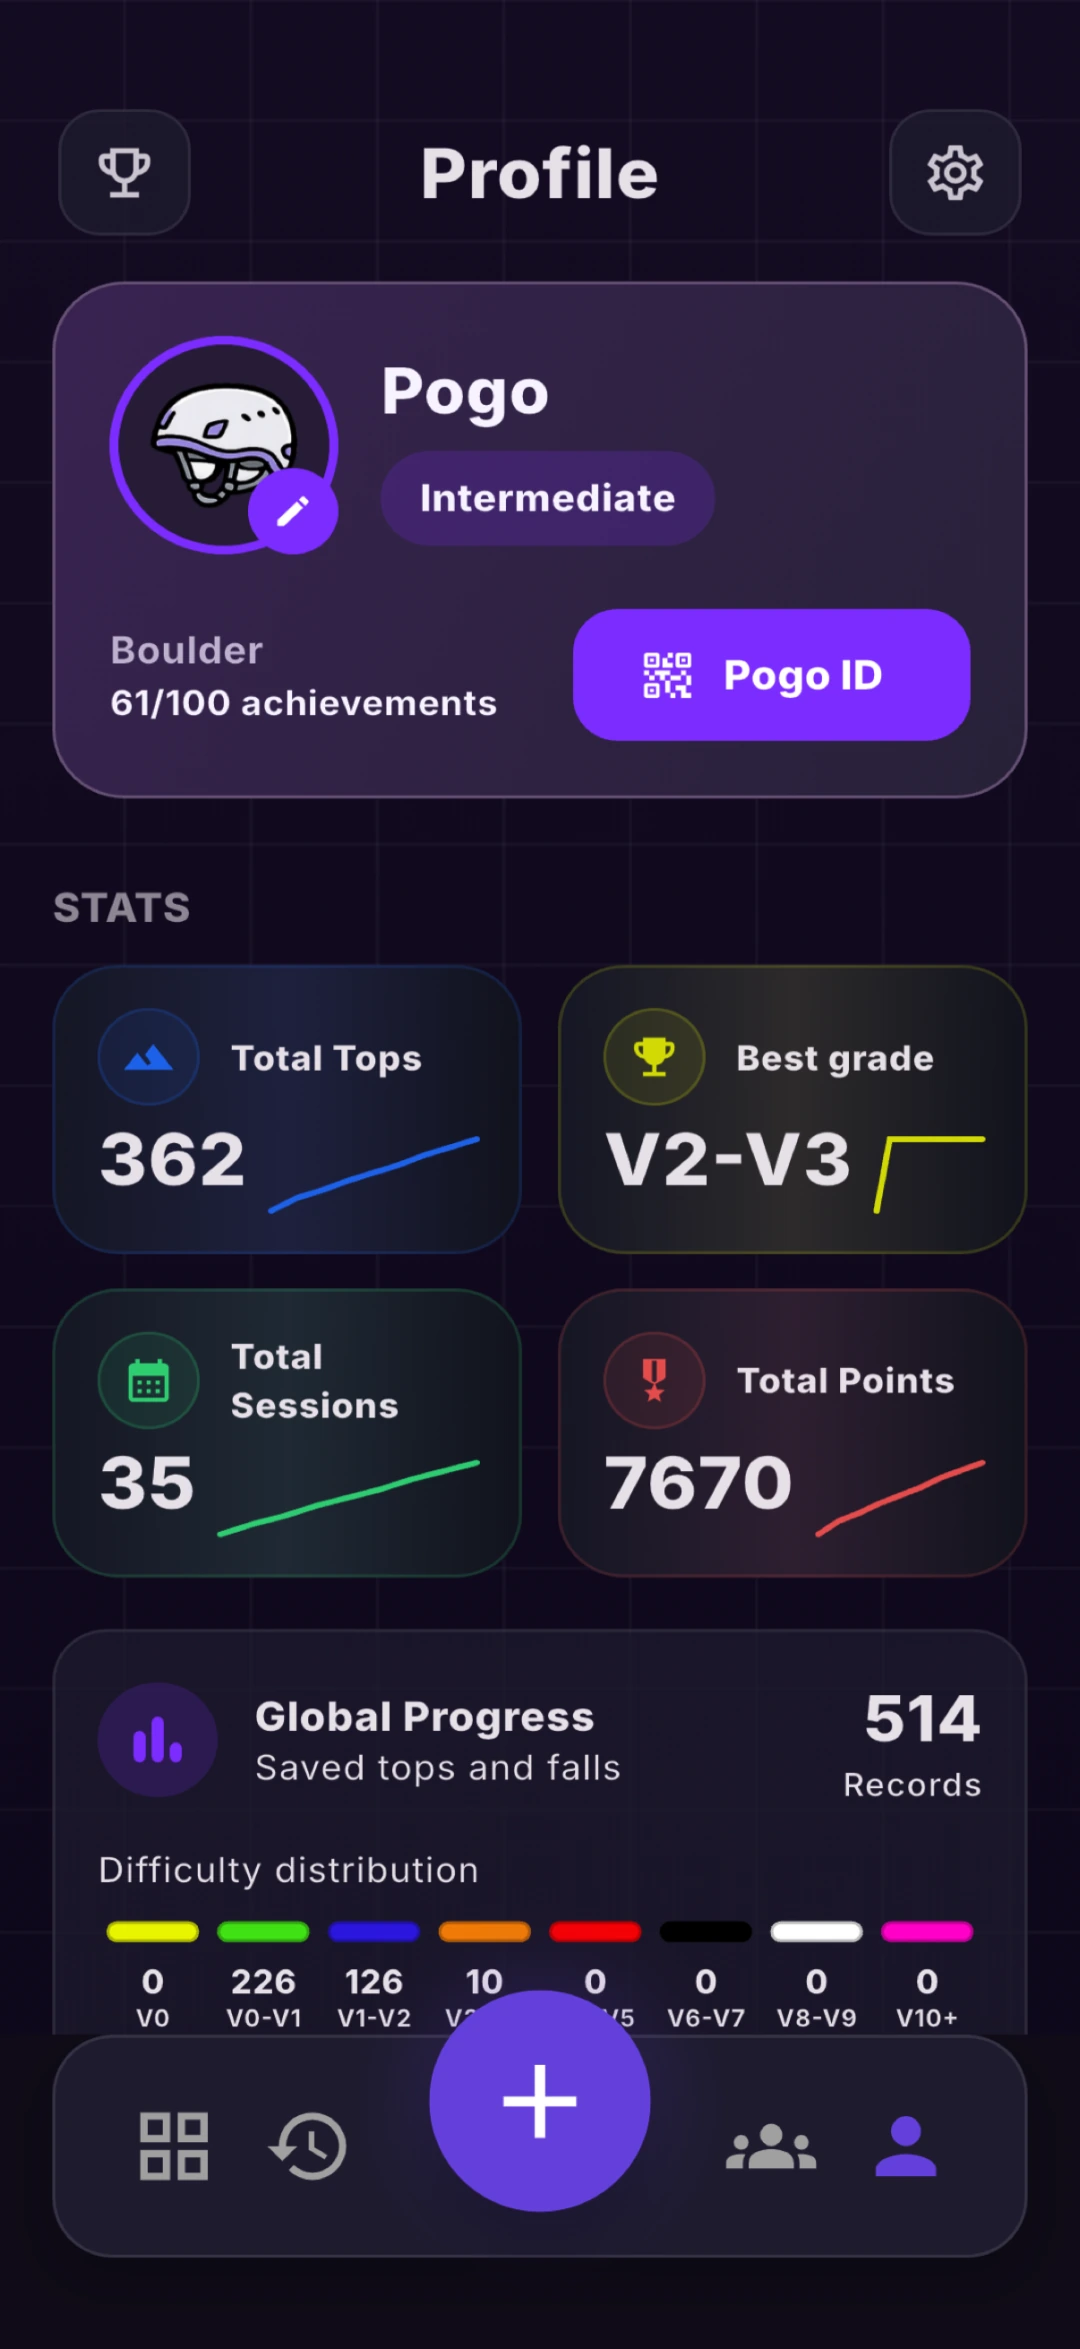 Profile
Pogo
Intermediate
Boulder
61/100 achievements
Pogo ID
STATS
Total Tops
362
Best grade
V2-V3
Total
Sessions
35
Total Points
7670
Global Progress
Saved tops and falls
514
Records
Difficulty distribution
0 226 126 10 0 0 0 0
V0 V0-V1 V1-V2 V6-V7 V8-V9 V10+